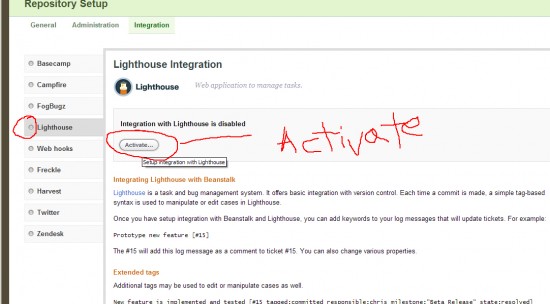 Repository Setup
General Administration Integration
Basecamp
Campfire
FogBugz
Lighthouse
Web hooks
Freckle
Harvest
Twitter
Zendesk
Lighthouse Integration
Lighthouse Web application to manage tasks.
Integration with Lighthouse is disabled
Activate...
Activate
Setup integration with Lighthouse
Integrating Lighthouse with Beanstalk
Lighthouse is a task and bug management system. It offers basic integration with version control. Each time a commit is made, a simple tag-based
syntax is used to manipulate or edit cases in Lighthouse.
Once you have setup integration with Beanstalk and Lighthouse, you can add keywords to your log messages that will update tickets. For example:
Prototype new feature [#15]
The #15 will add this log message as a comment to ticket #15. You can also change various properties.
Extended tags
Additional tags may be used to edit or manipulate cases as well.
New feature is implemented and tested [#15 tagged:committed responsible:chris milestone:"Beta Release" state:resolved]